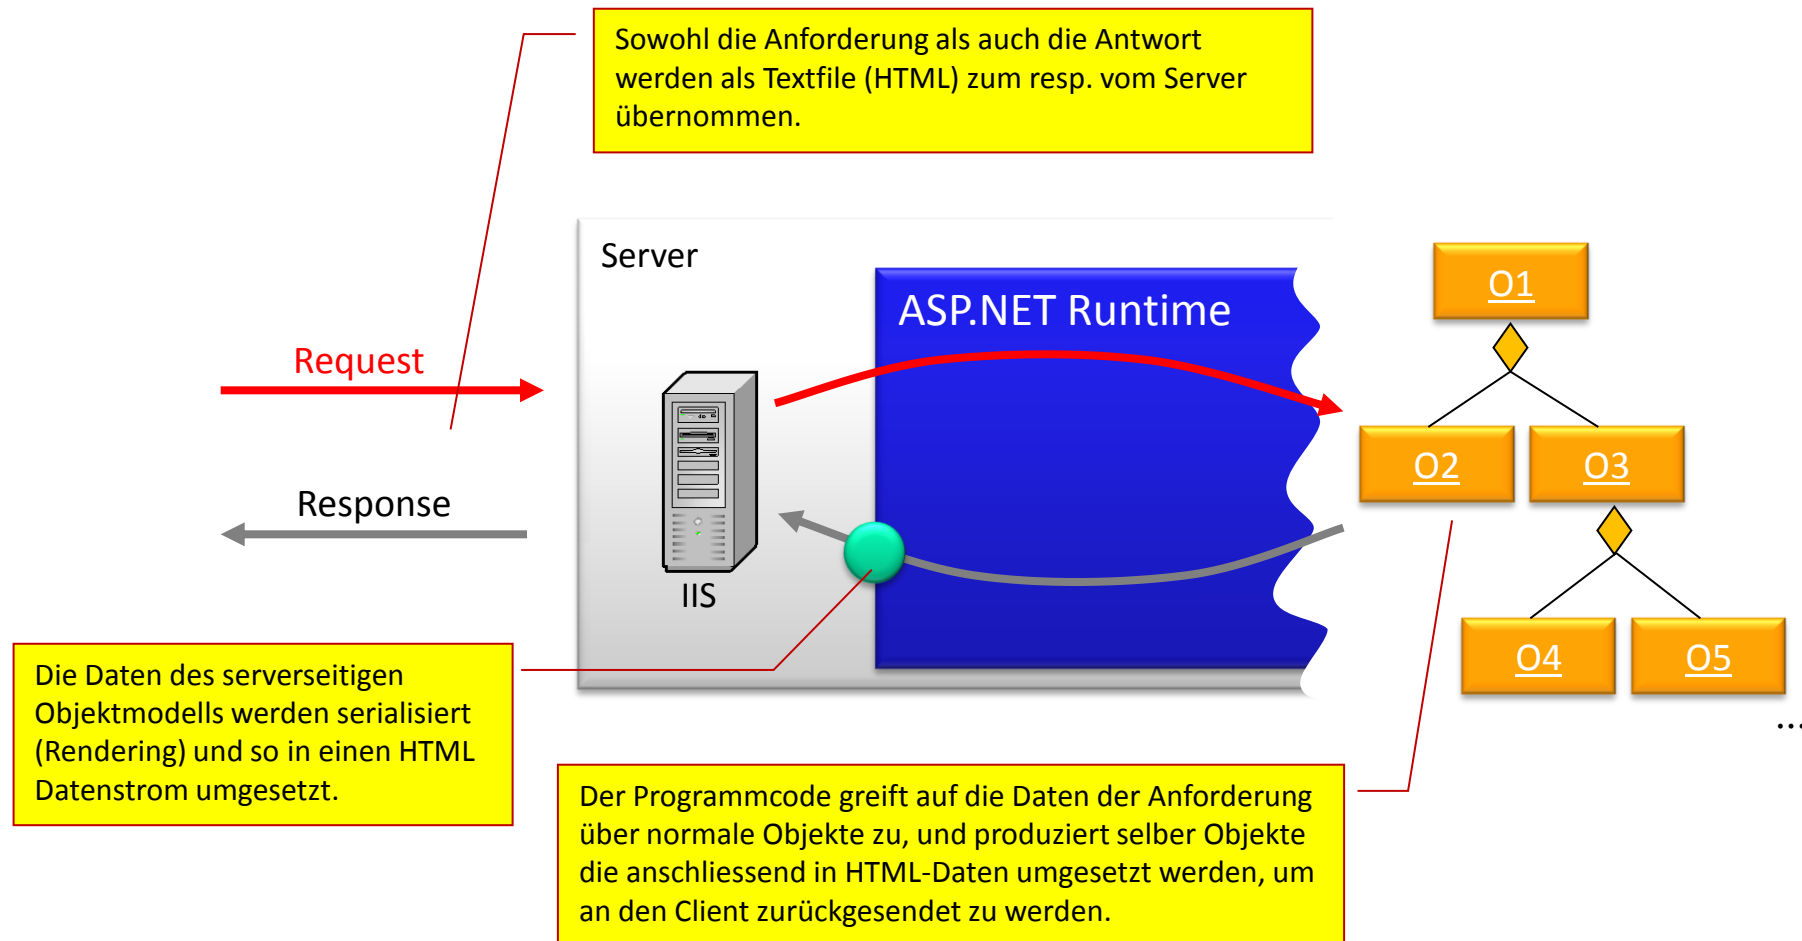 Sowohl die Anforderung als auch die Antwort
werden als Textfile (HTML) zum resp. vom Server
übernommen.
Server
ASP.NET Runtime
Request
Response
IIS
O1
O2
O3
O4
O5
...
Die Daten des serverseitigen
Objektmodells werden serialisiert
(Rendering) und so in einen HTML
Datenstrom umgesetzt.
Der Programmcode greift auf die Daten der Anforderung
über normale Objekte zu, und produziert selber Objekte
die anschliessend in HTML-Daten umgesetzt werden, um
an den Client zurückgesendet zu werden.